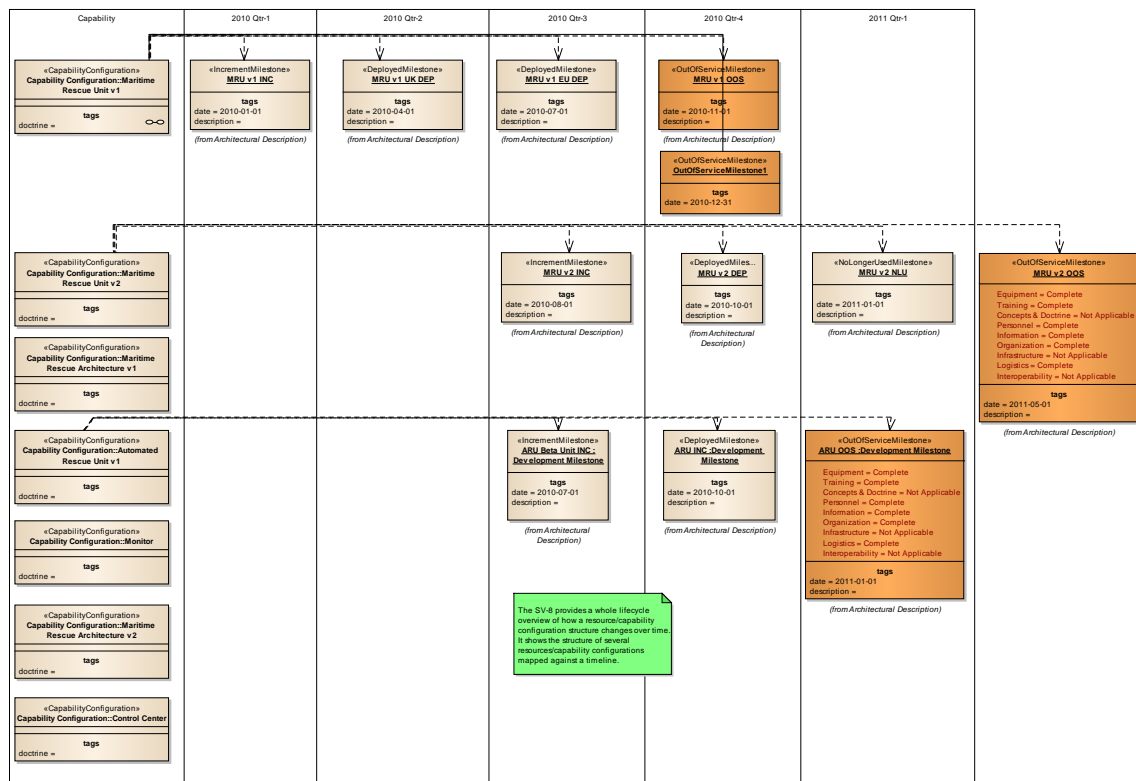 Capability
2010 Qtr-1
2010 Qtr-2
2010 Qtr-3
2010 Qtr-4
2011 Qtr-1
«CapabilityConfiguration»
Capability Configuration::Maritime
Rescue Unit v1
tags
doctrine =
«IncrementMilestone»
MRU v1 INC
tags
date = 2010-01-01
description =
(from Architectural Description)
«DeployedMilestone»
MRU v1 UK DEP
tags
date = 2010-04-01
description =
(from Architectural Description)
«DeployedMilestone»
MRU v1 EU DEP
tags
date = 2010-07-01
description =
(from Architectural Description)
«OutOfServiceMilestone»
MRU v1 OOS
tags
date = 2010-11-01
description =
(from Architectural Description)
«OutOfServiceMilestone»
OutOfServiceMilestone1
tags
date = 2010-12-31
«CapabilityConfiguration»
Capability Configuration::Maritime
Rescue Unit v2
tags
doctrine =
«IncrementMilestone»
MRU v2 INC
tags
date = 2010-08-01
description =
(from Architectural Description)
«DeployedMiles...
MRU v2 DEP
tags
date = 2010-10-01
description =
(from Architectural
Description)
«NoLongerUsedMilestone»
MRU v2 NLU
tags
date = 2011-01-01
description =
(from Architectural Description)
«OutOfServiceMilestone»
MRU v2 OOS
Equipment = Complete
Training = Complete
Concepts & Doctrine = Not Applicable
Personnel = Complete
Information = Complete
Organization = Complete
Infrastructure = Not Applicable
Logistics = Complete
Interoperability = Not Applicable
tags
date = 2011-05-01
description =
(from Architectural Description)
«CapabilityConfiguration»
Capability Configuration::Maritime
Rescue Architecture v1
tags
doctrine =
«CapabilityConfiguration»
Capability Configuration::Automated
Rescue Unit v1
tags
doctrine =
«IncrementMilestone»
ARU Beta Unit INC :
Development Milestone
tags
date = 2010-07-01
description =
(from Architectural
Description)
«DeployedMilestone»
ARU INC :Development
Milestone
tags
date = 2010-10-01
description =
(from Architectural
Description)
«OutOfServiceMilestone»
ARU OOS :Development Milestone
Equipment = Complete
Training = Complete
Concepts & Doctrine = Not Applicable
Personnel = Complete
Information = Complete
Organization = Complete
Infrastructure = Not Applicable
Logistics = Complete
Interoperability = Not Applicable
tags
date = 2011-01-01
description =
(from Architectural Description)
«CapabilityConfiguration»
Capability Configuration::Monitor
tags
doctrine =
«CapabilityConfiguration»
Capability Configuration::Maritime
Rescue Architecture v2
tags
doctrine =
The SV-8 provides a whole lifecycle
overview of how a resource/capability
configuration structure changes over time.
It shows the structure of several
resources/capability configurations
mapped against a timeline.
«CapabilityConfiguration»
Capability Configuration::Control Center
tags
doctrine =